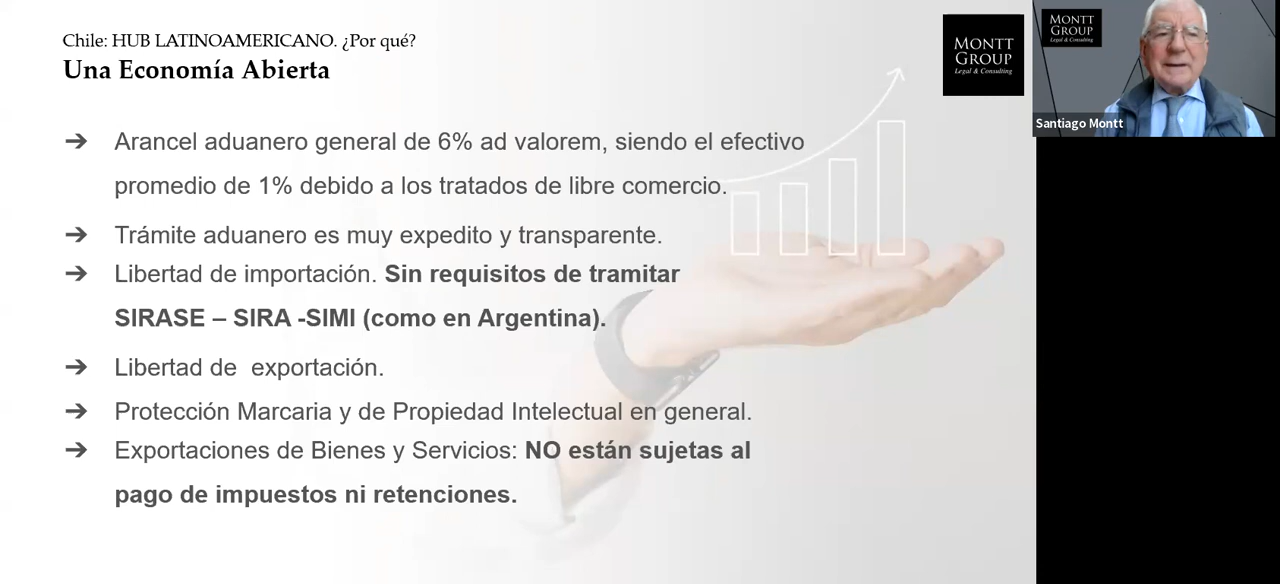 Chile: HUB LATINOAMERICANO. ¿Por qué?
Una Economía Abierta
MONTT
GROUP
Legal & Consulting
MONTT
GROUP
Legal & Consulting
Santiago Montt
➔ Arancel aduanero general de 6% ad valorem, siendo el efectivo
promedio de 1% debido a los tratados de libre comercio.
➔ Trámite aduanero es muy expedito y transparente.
➔ Libertad de importación. Sin requisitos de tramitar
SIRASE – SIRA -SIMI (como en Argentina).
➔ Libertad de  exportación.
➔ Protección Marcaria y de Propiedad Intelectual en general.
➔ Exportaciones de Bienes y Servicios: NO están sujetas al
pago de impuestos ni retenciones.